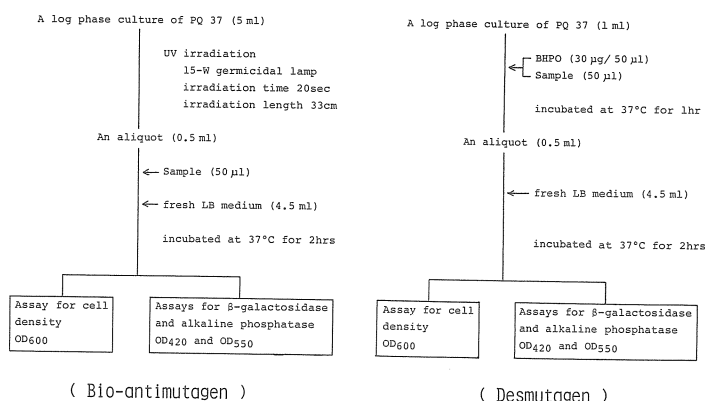 A log phase culture of PQ 37 (5 ml)
UV irradiation
15-W germicidal lamp
irradiation time 20sec
irradiation length 33cm
An aliquot (0.5 ml)
Sample (50 µl)
fresh LB medium (4.5 ml)
incubated at 37°C for 2hrs
Assay for cell
density
OD600
Assays for β-galactosidase
and alkaline phosphatase
OD420 and OD550
( Bio-antimutagen )
A log phase culture of PQ 37 (1 ml)
BHPO (30 µg/ 50 µl)
Sample (50 µl)
incubated at 37°C for 1hr
An aliquot (0.5 ml)
fresh LB medium (4.5 ml)
incubated at 37°C for 2hrs
Assay for cell
density
OD600
Assays for β-galactosidase
and alkaline phosphatase
OD420 and OD550
( Desmutagen )